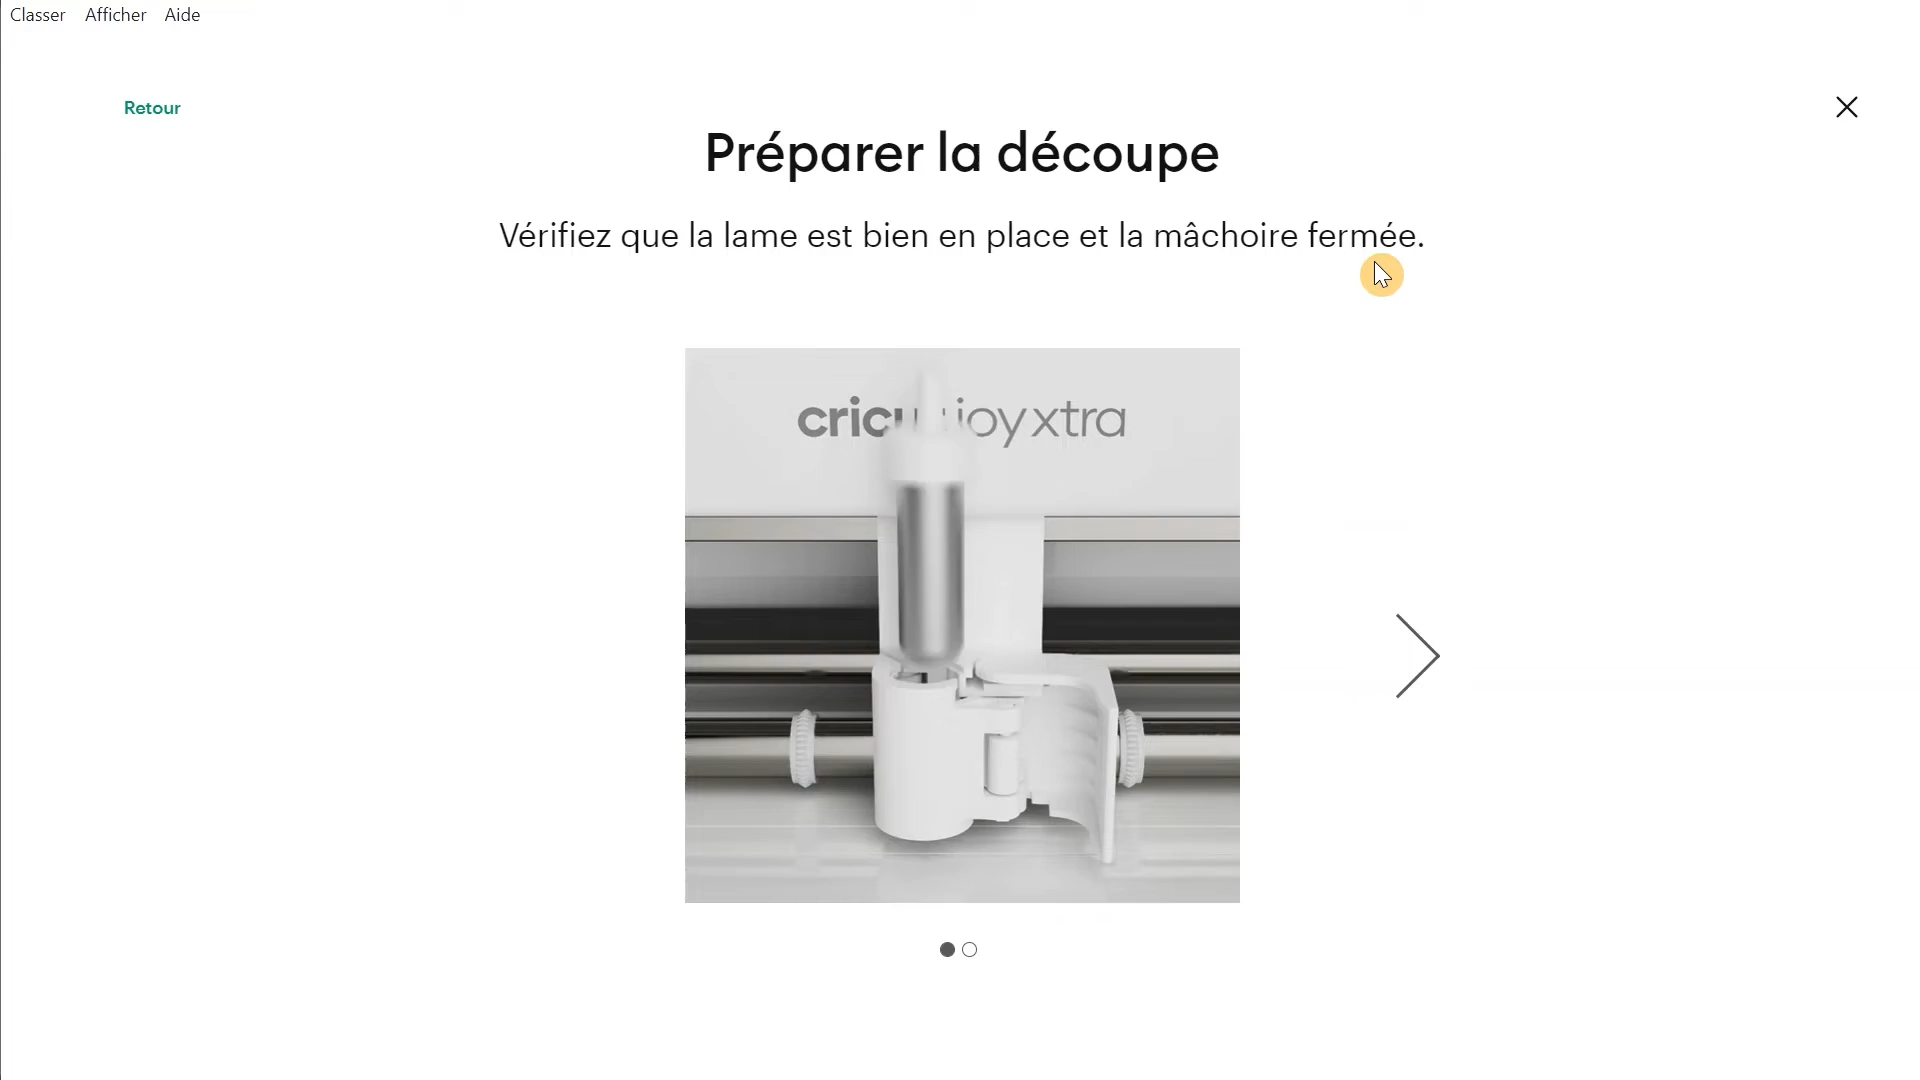 Classer Afficher Aide
Retour
Préparer la découpe
Vérifiez que la lame est bien en place et la mâchoire fermée.
cricut joy xtra